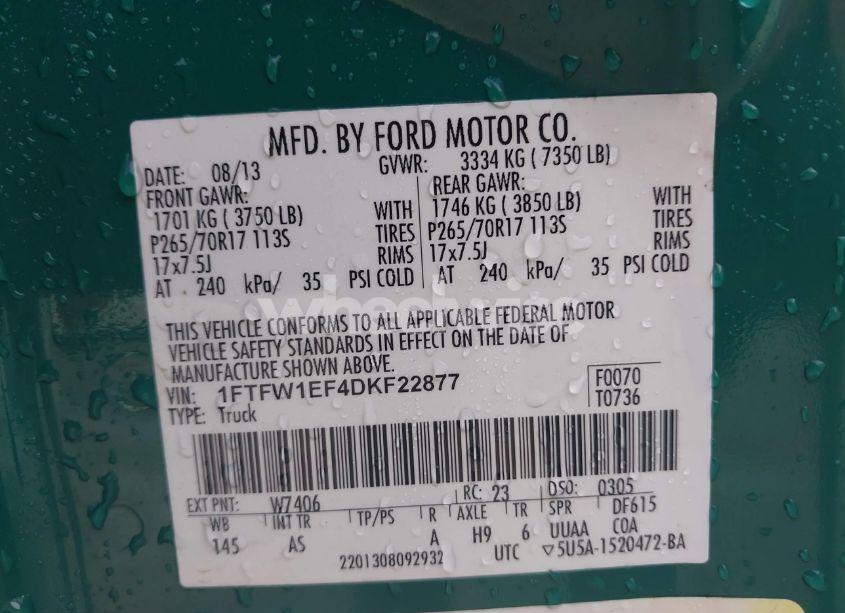 MFD. BY FORD MOTOR CO.
DATE: 08/13 GVWR: 3334 KG ( 7350 LB)
FRONT GAWR: REAR GAWR:
1701 KG ( 3750 LB) WITH 1746 KG ( 3850 LB) WITH
P265/70R17 113S TIRES P265/70R17 113S TIRES
17x7.5J RIMS 17x7.5J RIMS
AT 240 kPa/ 35 PSI COLD AT 240 kPa/ 35 PSI COLD
THIS VEHICLE CONFORMS TO ALL APPLICABLE FEDERAL MOTOR
VEHICLE SAFETY STANDARDS IN EFFECT ON THE DATE OF
MANUFACTURE SHOWN ABOVE.
VIN: 1FTFW1EF4DKF22877 F0070
TYPE: Truck T0736
EXT PNT: W7406 RC: 23 DSO: 0305
WB INT TR TP/PS R AXLE TR SPR DF615
145 AS A H9 6 UUAA COA
2201308092932 UTC ▽5U5A-1520472-BA